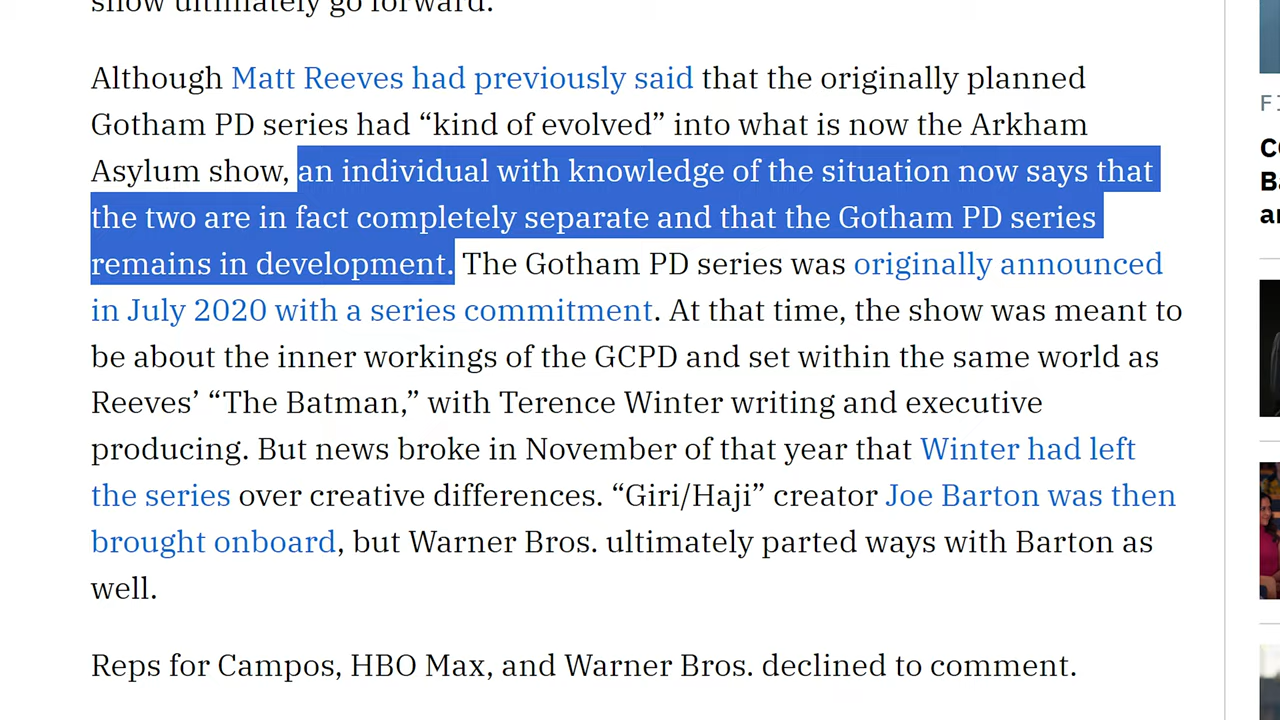 show ultimately go forward.
Although Matt Reeves had previously said that the originally planned
Gotham PD series had “kind of evolved” into what is now the Arkham
Asylum show, an individual with knowledge of the situation now says that
the two are in fact completely separate and that the Gotham PD series
remains in development. The Gotham PD series was originally announced
in July 2020 with a series commitment. At that time, the show was meant to
be about the inner workings of the GCPD and set within the same world as
Reeves’ “The Batman,” with Terence Winter writing and executive
producing. But news broke in November of that year that Winter had left
the series over creative differences. “Giri/Haji” creator Joe Barton was then
brought onboard, but Warner Bros. ultimately parted ways with Barton as
well.
Reps for Campos, HBO Max, and Warner Bros. declined to comment.